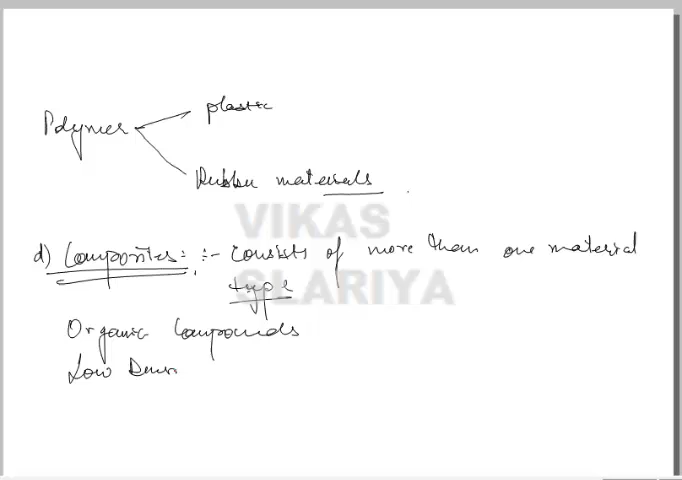 plastic
Polymer
Rubber materials
VIKAS
d) Composites: :- consists of more than one material
SLARIYA
type
Organic Compounds
Low Dens